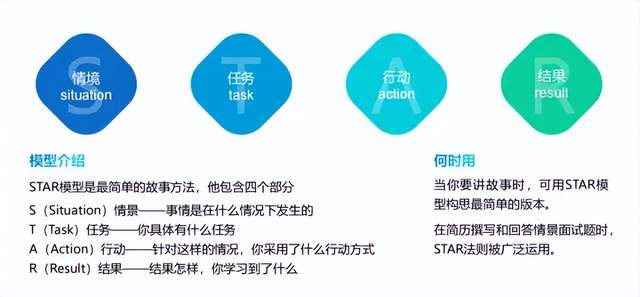 S
情境
situation
T
任务
task
A
行动
action
R
结果
result
模型介绍
STAR模型是最简单的故事方法，他包含四个部分
S（Situation）情景——事情是在什么情况下发生的
T（Task）任务——你具体有什么任务
A（Action）行动——针对这样的情况，你采用了什么行动方式
R（Result）结果——结果怎样，你学习到了什么
何时用
当你要讲故事时，可用STAR模
型构思最简单的版本。
在简历撰写和回答情景面试题时，
STAR法则被广泛运用。